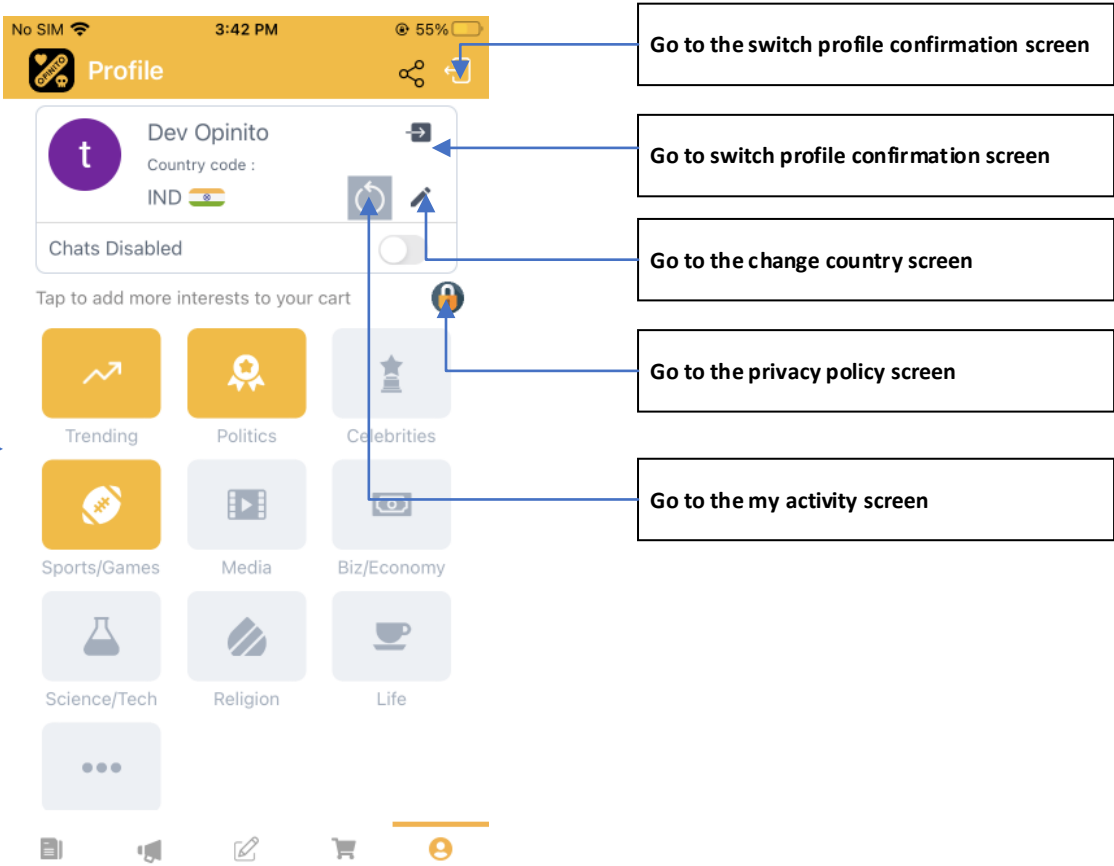 No SIM 3:42 PM 55%
OPINITO
Profile
Go to the switch profile confirmation screen
t
Dev Opinito
Country code :
IND
Go to switch profile confirmation screen
Chats Disabled
Go to the change country screen
Tap to add more interests to your cart
Go to the privacy policy screen
Trending Politics Celebrities
Go to the my activity screen
Sports/Games Media Biz/Economy
Science/Tech Religion Life